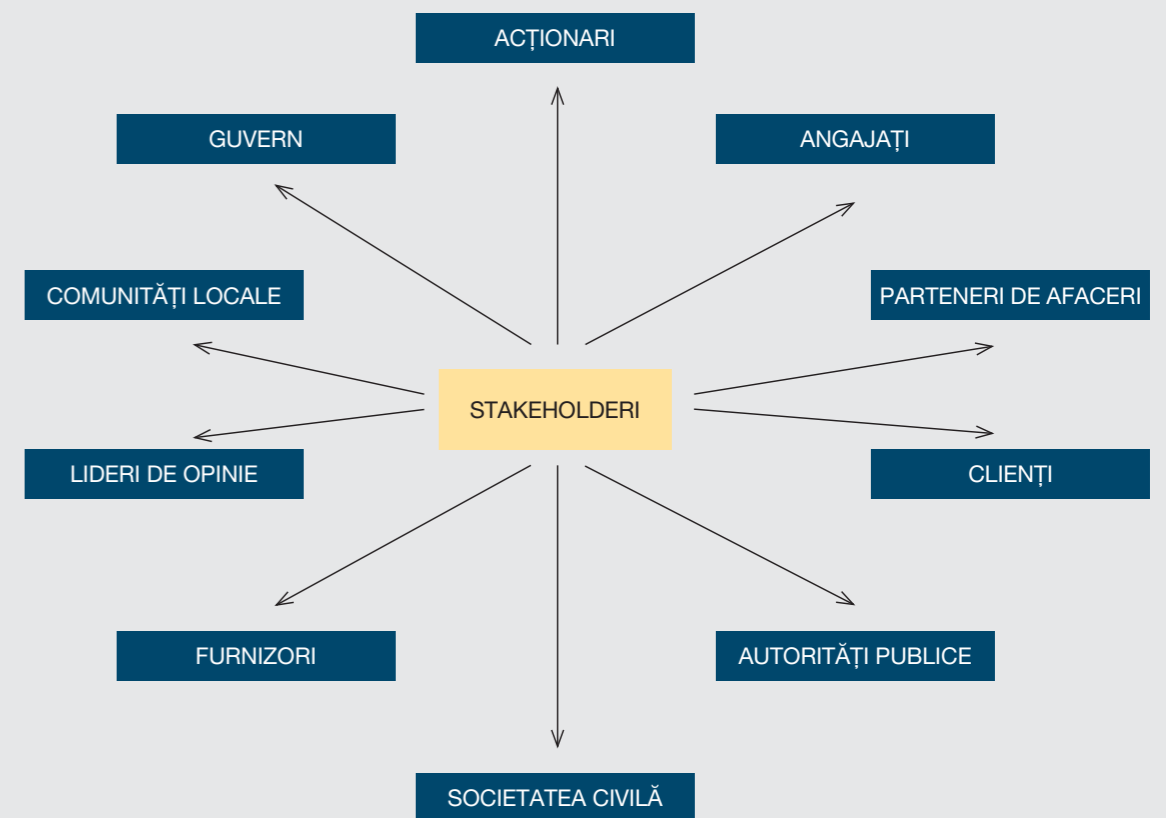 ACȚIONARI
GUVERN
ANGAJAȚI
COMUNITĂȚI LOCALE
PARTENERI DE AFACERI
STAKEHOLDERI
LIDERI DE OPINIE
CLIENȚI
FURNIZORI
AUTORITĂȚI PUBLICE
SOCIETATEA CIVILĂ